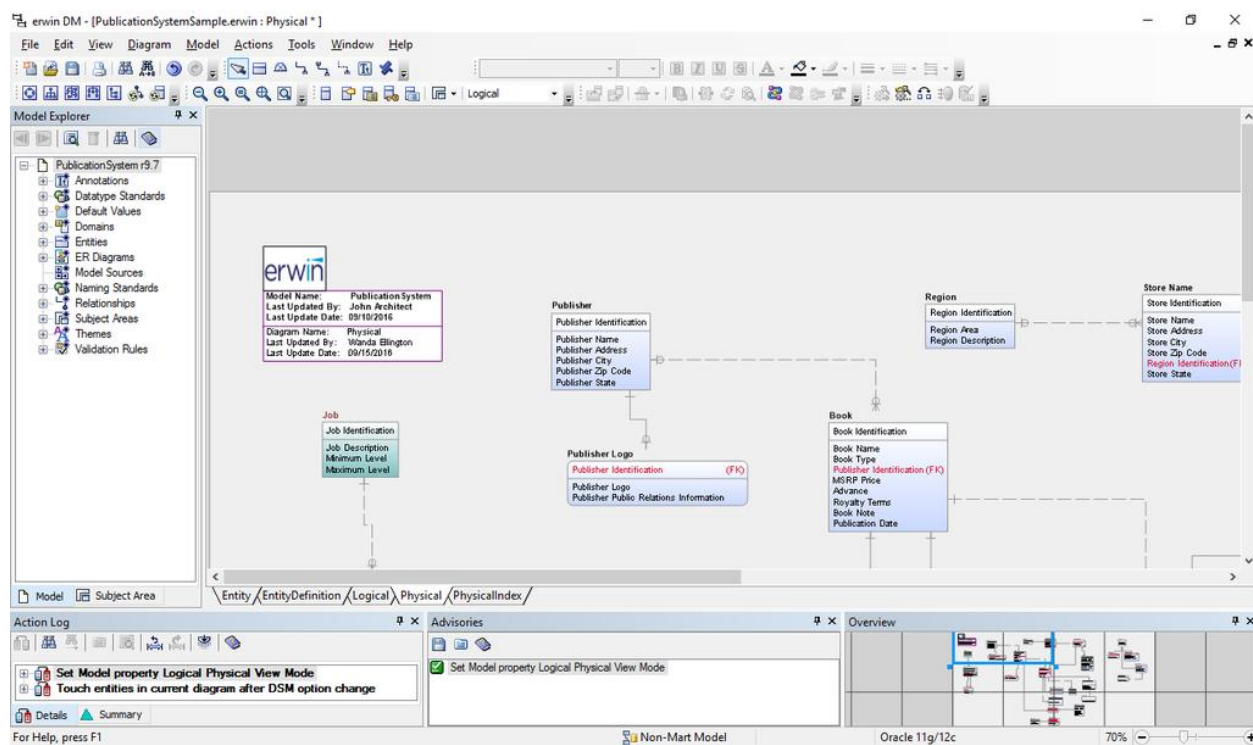 erwin DM - [PublicationSystemSample.erwin : Physical * ]
File Edit View Diagram Model Actions Tools Window Help
Logical
Model Explorer
PublicationSystem r9.7
Annotations
Datatype Standards
Default Values
Domains
Entities
ER Diagrams
Model Sources
Naming Standards
Relationships
Subject Areas
Themes
Validation Rules
Model Subject Area
erwin
Model Name: PublicationSystem
Last Updated By: John Architect
Last Update Date: 09/10/2016
Diagram Name: Physical
Last Updated By: Wanda Ellington
Last Update Date: 09/15/2016
Job
Job Identification
Job Description
Minimum Level
Maximum Level
Publisher
Publisher Identification
Publisher Name
Publisher Address
Publisher City
Publisher Zip Code
Publisher State
Publisher Logo
Publisher Identification (FK)
Publisher Logo
Publisher Public Relations Information
Region
Region Identification
Region Area
Region Description
Book
Book Identification
Book Name
Book Type
Publisher Identification (FK)
MSRP Price
Advance
Royalty Terms
Book Note
Publication Date
Store Name
Store Identification
Store Name
Store Address
Store City
Store Zip Code
Region Identification (F
Store State
Entity EntityDefinition Logical Physical PhysicalIndex
Action Log
Set Model property Logical Physical View Mode
Touch entities in current diagram after DSM option change
Details Summary
Advisories
Set Model property Logical Physical View Mode
Overview
For Help, press F1
Non-Mart Model
Oracle 11g/12c
70%